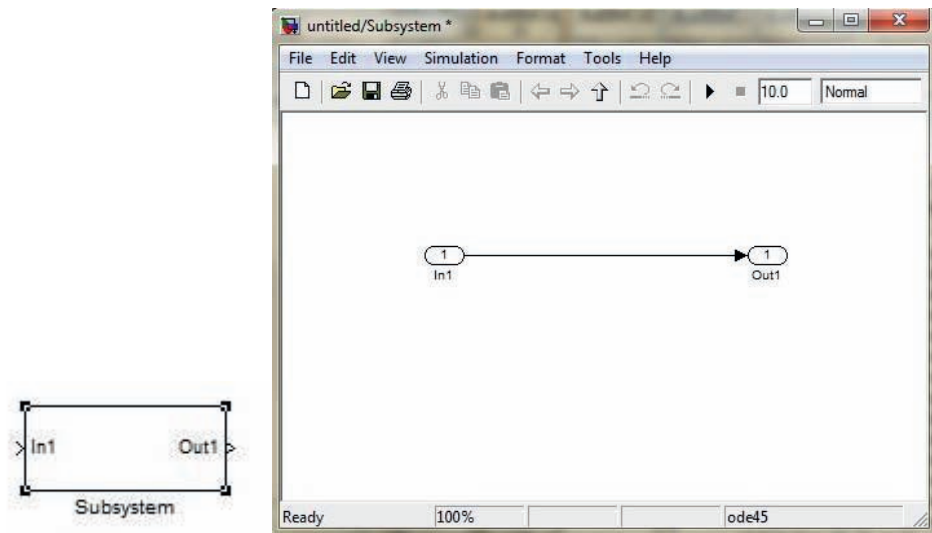 untitled/Subsystem *
File Edit View Simulation Format Tools Help
10.0 Normal
1 1
In1 Out1
In1 Out1
Subsystem
Ready 100% ode45